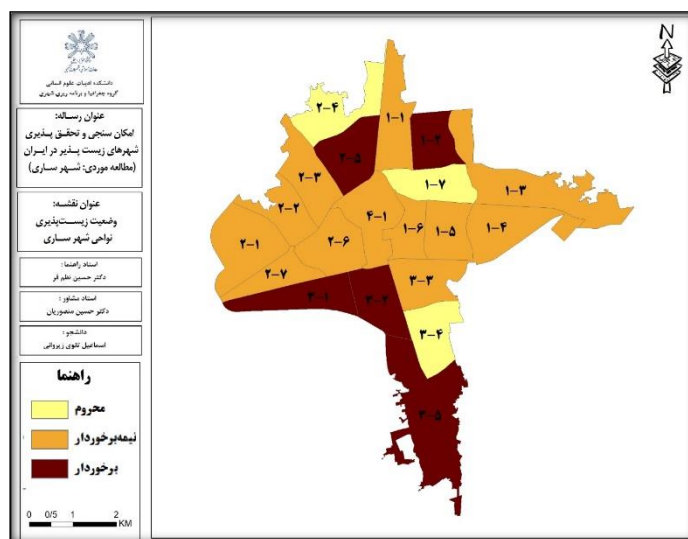 دانشکده ادبیات علوم انسانی
گروه جغرافیا و برنامه ریزی شهری
عنوان رساله:
امکان سنجی و تحقق پذیری
شهرهای زیست پذیر در ایران
(مطالعه موردی: شهر ساری)
عنوان نقشه:
وضعیت زیست‌پذیری
نواحی شهر ساری
استاد راهنما :
دکتر حسین نظم فر
استاد مشاور :
دکتر حسین منصوریان
دانشجو :
اسماعیل تقوی زیروانی
راهنما
محروم
نیمه‌برخوردار
برخوردار
0 0/5 1 2
KM
N
۲-۴
۱-۱
۱-۲
۲-۵
۲-۳
۱-۷
۱-۳
۲-۲
۴-۱
۱-۶
۱-۵
۱-۴
۲-۱
۲-۶
۲-۷
۳-۳
۳-۱
۳-۲
۳-۴
۳-۵